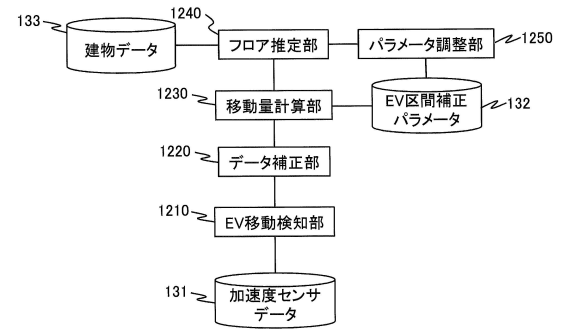 133
建物データ
1240
フロア推定部
パラメータ調整部
1250
1230
移動量計算部
EV区間補正
パラメータ
132
1220
データ補正部
1210
EV移動検知部
131
加速度センサ
データ